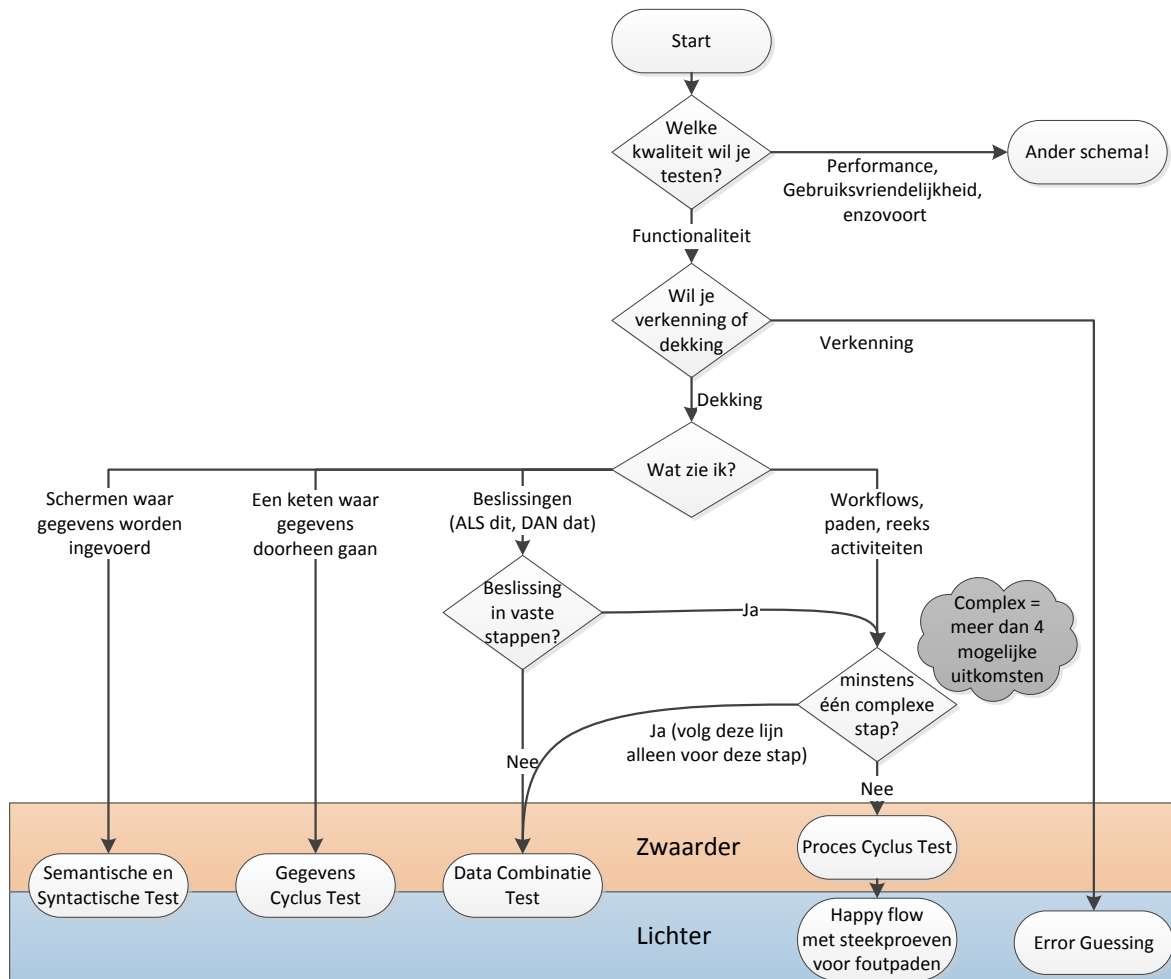 Start
Welke
kwaliteit wil je
testen?
Ander schema!
Performance,
Gebruiksvriendelijkheid,
enzovoort
Functionaliteit
Wil je
verkenning of
dekking
Verkenning
Dekking
Wat zie ik?
Schermen waar
gegevens worden
ingevoerd
Een keten waar
gegevens
doorheen gaan
Beslissingen
(ALS dit, DAN dat)
Workflows,
paden, reeks
activiteiten
Beslissing
in vaste
stappen?
Ja
Complex =
meer dan 4
mogelijke
uitkomsten
minstens
één complexe
stap?
Ja (volg deze lijn
alleen voor deze stap)
Nee
Nee
Zwaarder
Proces Cyclus Test
Semantische en
Syntactische Test
Gegevens
Cyclus Test
Data Combinatie
Test
Lichter
Happy flow
met steekproeven
voor foutpaden
Error Guessing